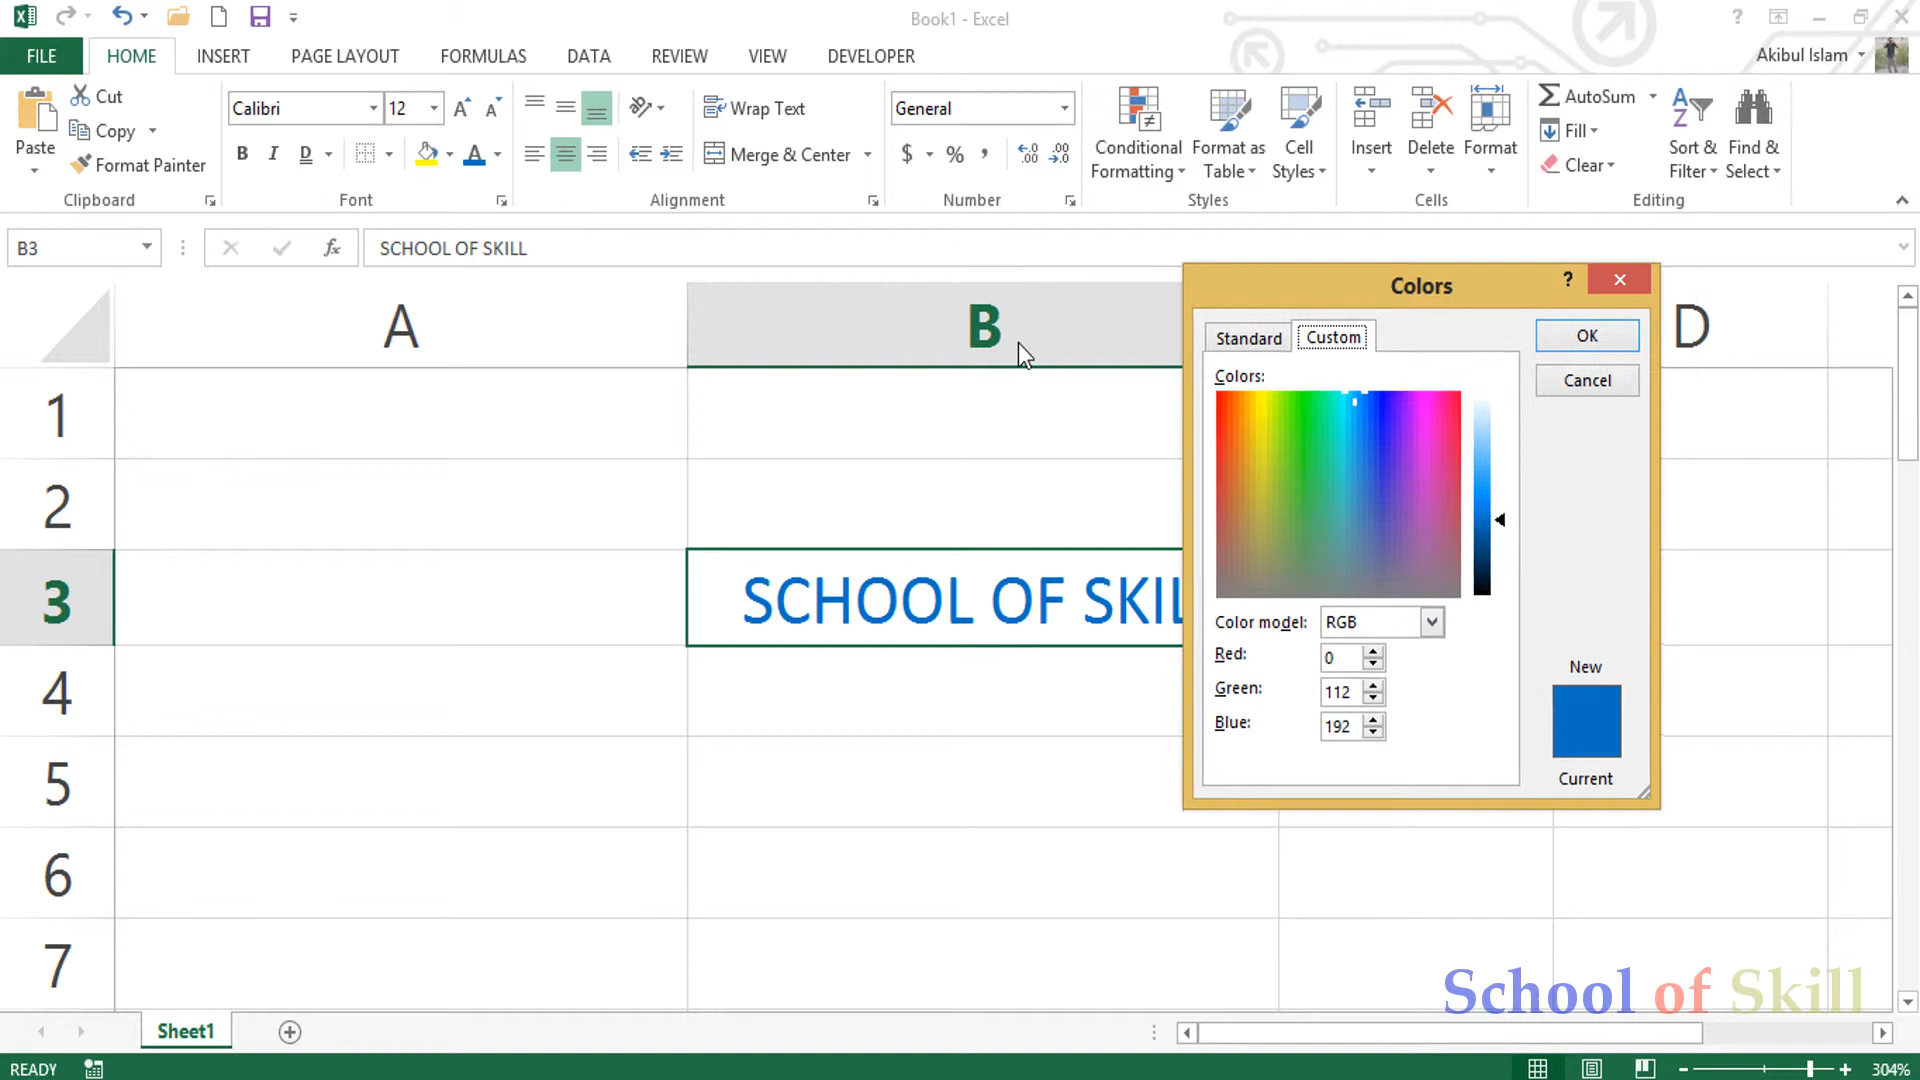 Book1 - Excel
FILE HOME INSERT PAGE LAYOUT FORMULAS DATA REVIEW VIEW DEVELOPER Akibul Islam
Paste
Cut
Copy
Format Painter
Clipboard
Calibri 12
B I D A
Font
Wrap Text
Merge & Center
Alignment
General
$ % , .00 .00
Number
Conditional Formatting
Format as Table
Cell Styles
Styles
Insert Delete Format
Cells
AutoSum
Fill
Clear
Sort & Filter
Find & Select
Editing
B3 fx SCHOOL OF SKILL
A B D
1
2
3 SCHOOL OF SKIL
4
5
6
7
Colors ?
Standard Custom
OK
Cancel
Colors:
Color model: RGB
Red: 0
Green: 112
Blue: 192
New
Current
School of Skill
Sheet1
READY 304%